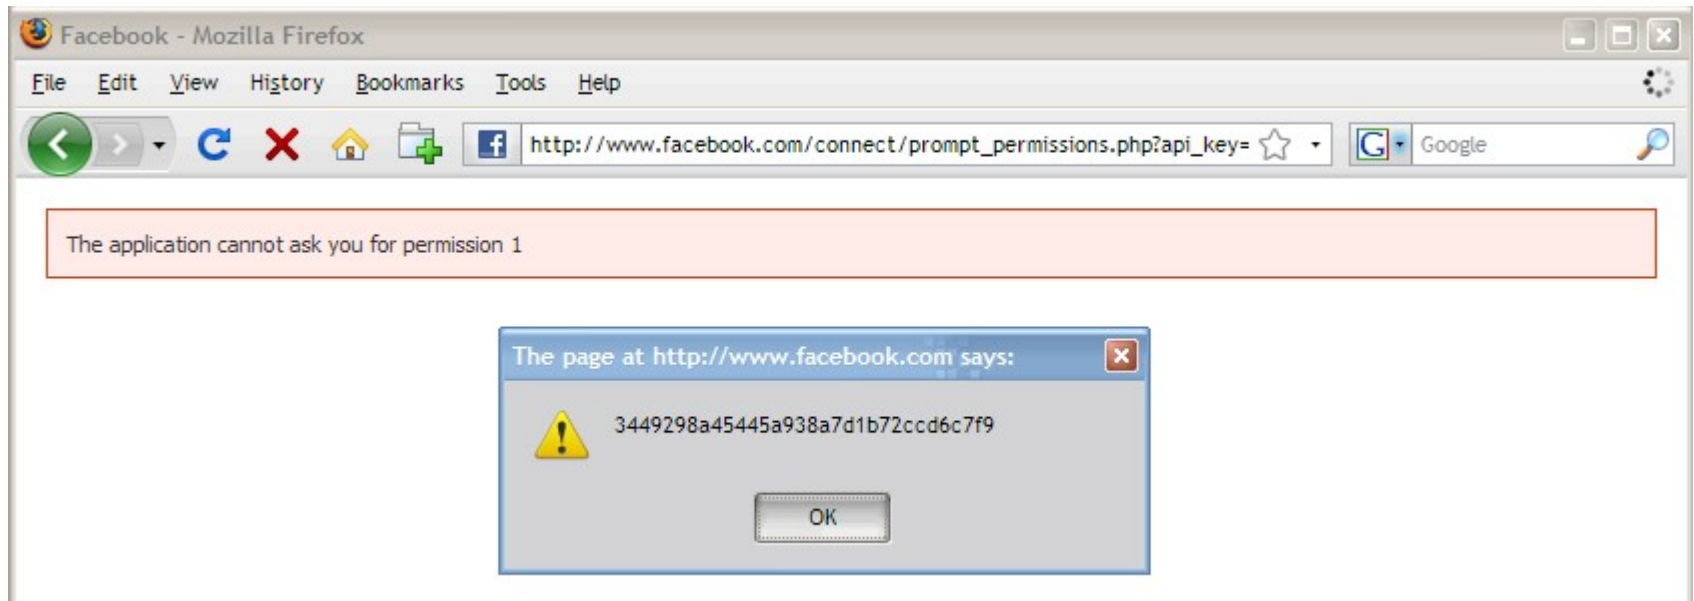 Facebook - Mozilla Firefox
File Edit View History Bookmarks Tools Help
http://www.facebook.com/connect/prompt_permissions.php?api_key= G Google
The application cannot ask you for permission 1
The page at http://www.facebook.com says:
3449298a45445a938a7d1b72ccd6c7f9
OK